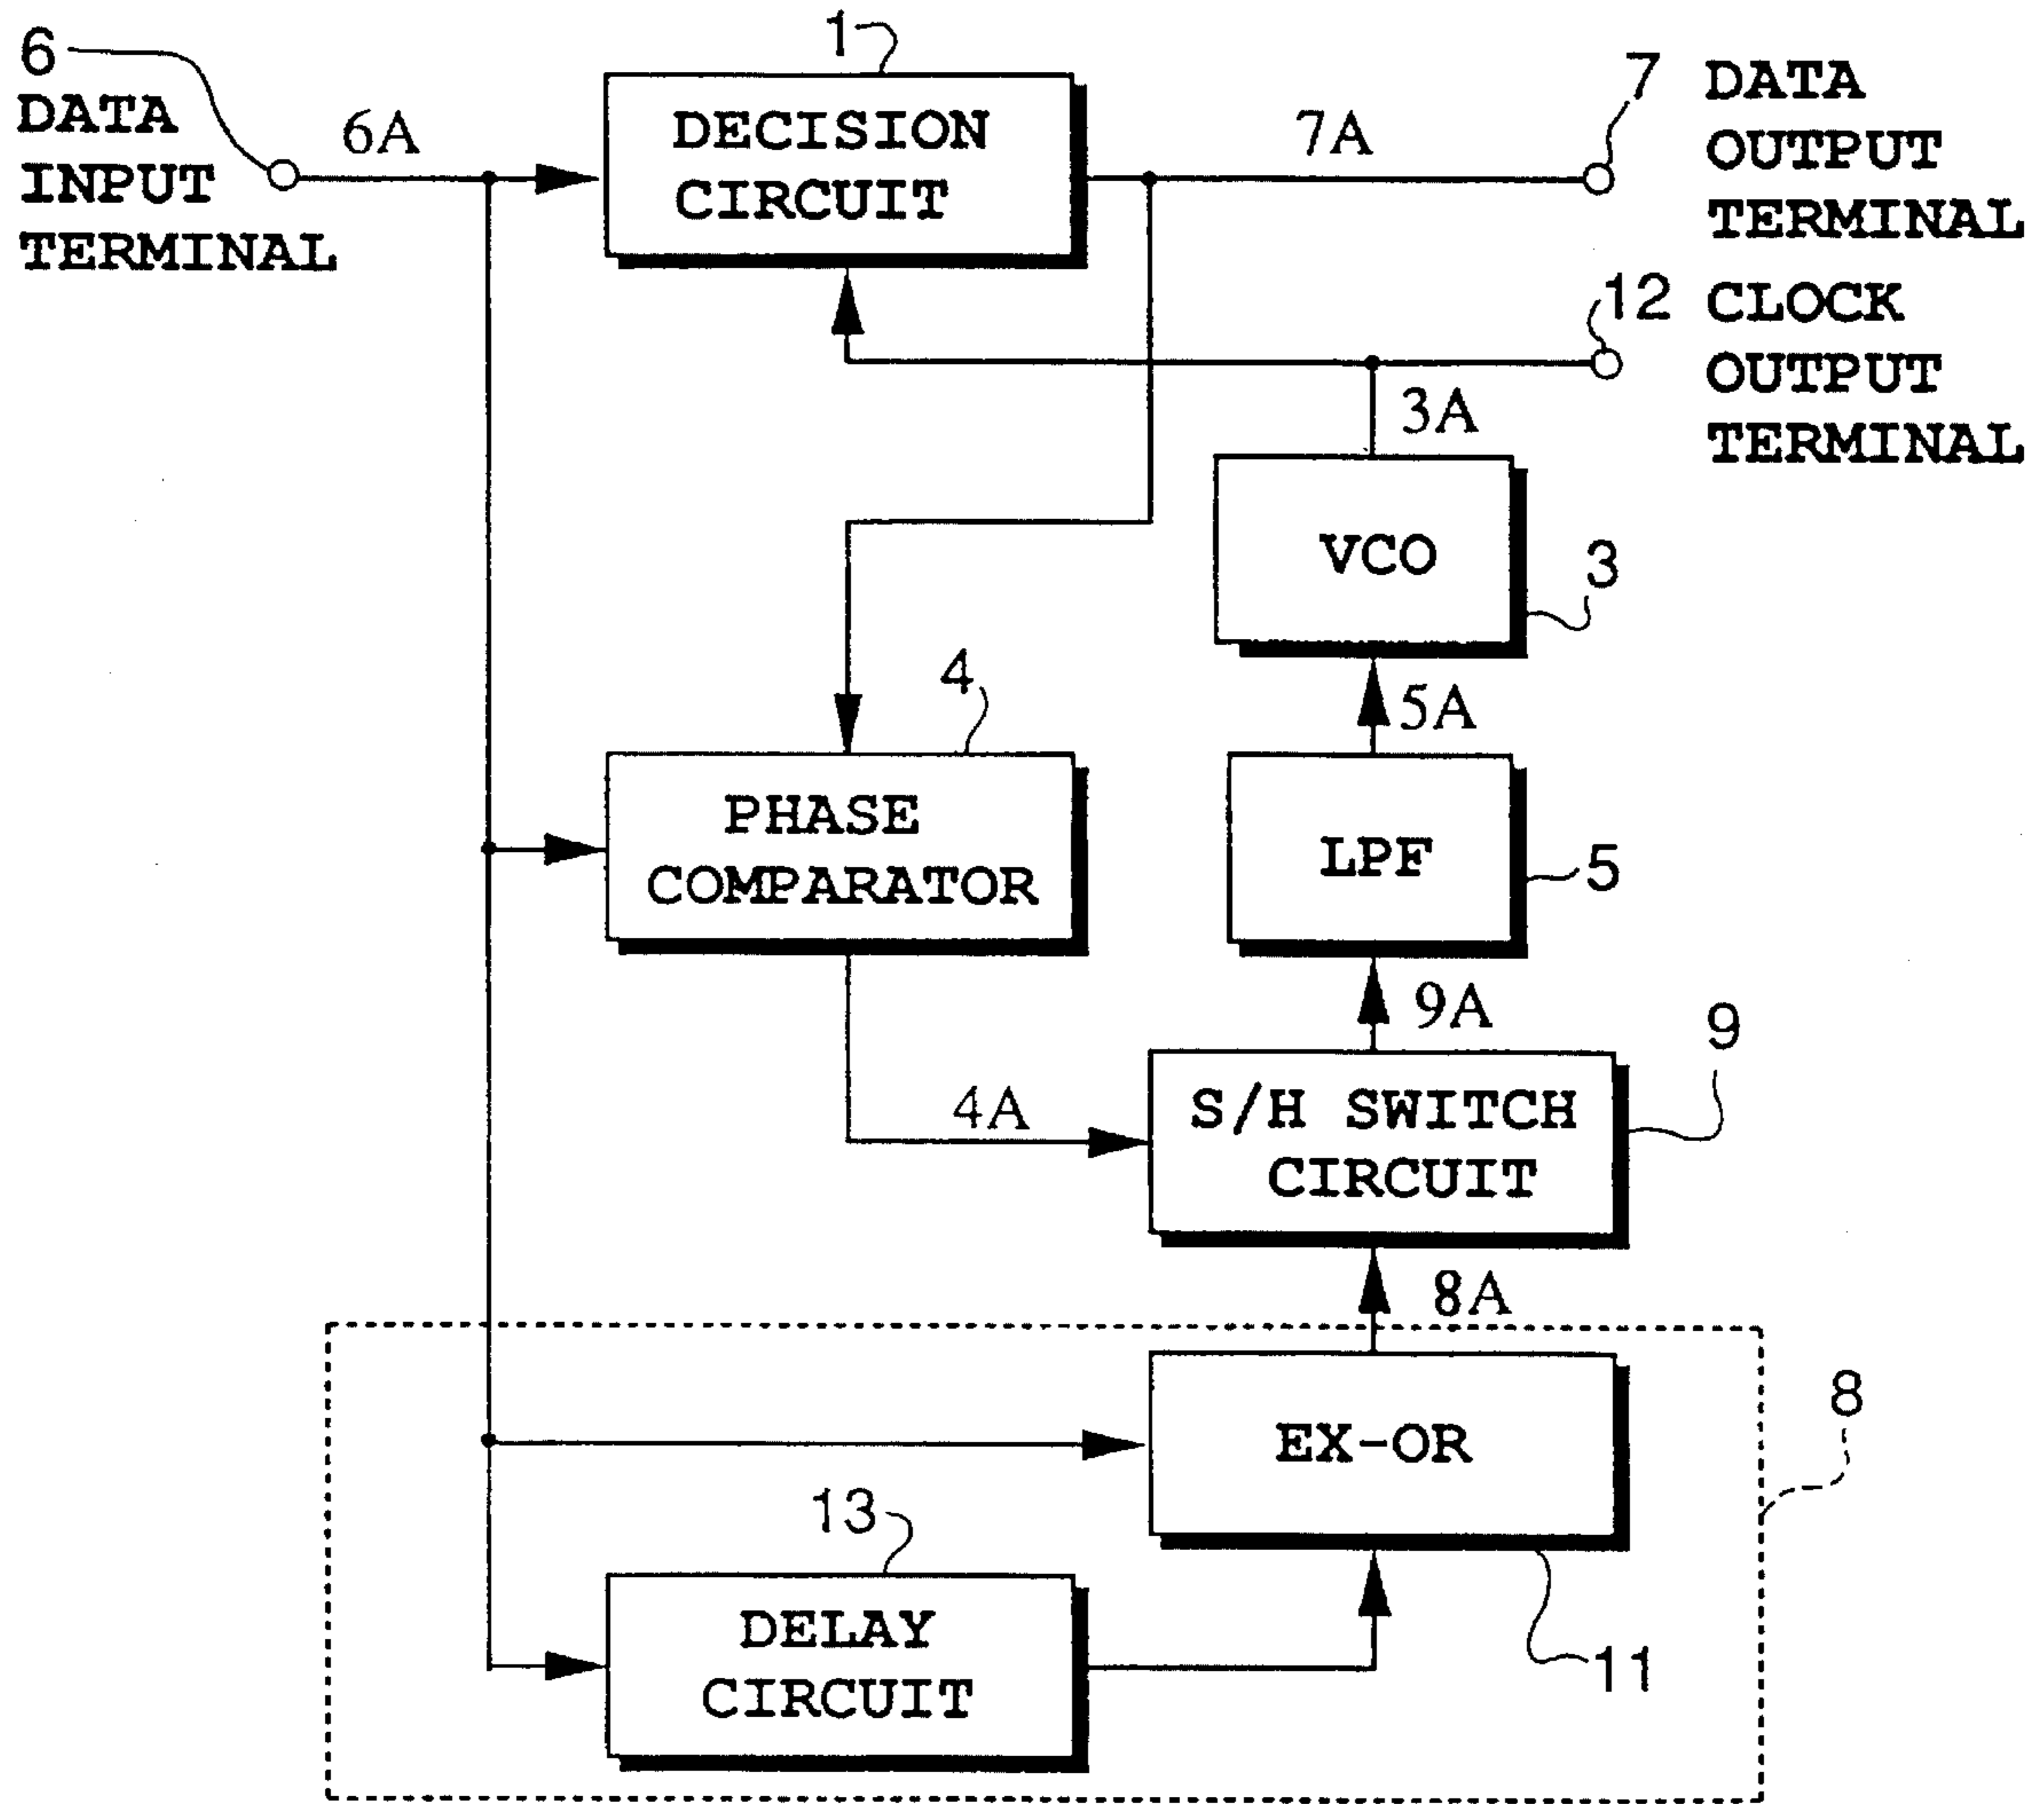 6
DATA
INPUT
TERMINAL
6A
1
DECISION
CIRCUIT
7A
7
DATA
OUTPUT
TERMINAL
12
CLOCK
OUTPUT
TERMINAL
3A
VCO
3
5A
4
PHASE
COMPARATOR
LPF
5
9A
4A
S/H SWITCH
CIRCUIT
9
8A
8
EX-OR
11
13
DELAY
CIRCUIT